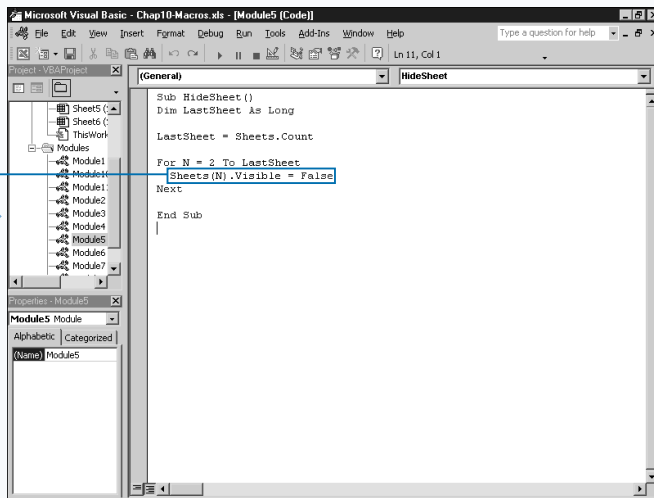 Microsoft Visual Basic - Chap10-Macros.xls - [Module5 (Code)]
File Edit View Insert Format Debug Run Tools Add-Ins Window Help
Type a question for help
Ln 11, Col 1
Project - VBAProject
Sheet5 (
Sheet6 (
ThisWork
Modules
Module1
Module10
Module1
Module2
Module3
Module4
Module5
Module6
Module7
Properties - Module5
Module5 Module
Alphabetic Categorized
(Name) Module5
(General)
HideSheet
Sub HideSheet()
Dim LastSheet As Long
LastSheet = Sheets.Count
For N = 2 To LastSheet
Sheets(N).Visible = False
Next
End Sub